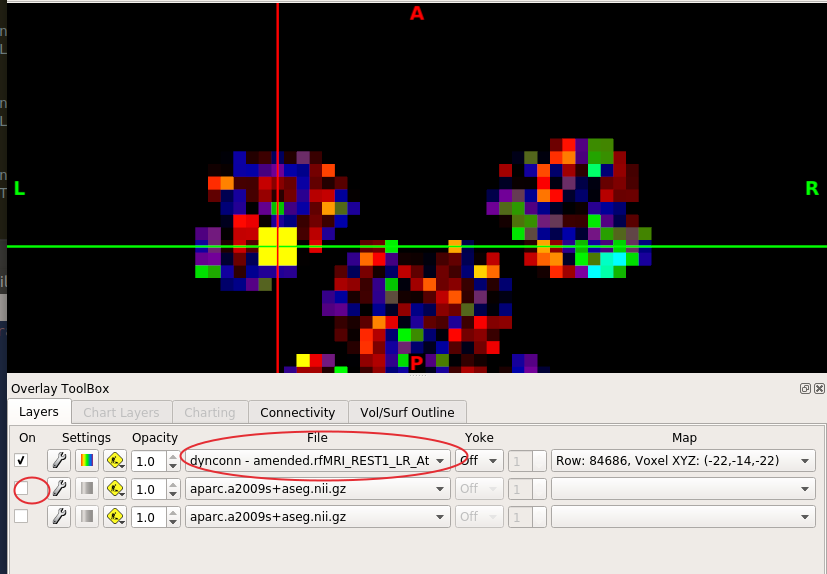 A
L
R
P
Overlay ToolBox
Layers Chart Layers Charting Connectivity Vol/Surf Outline
On Settings Opacity File Yoke Map
1.0 dynconn - amended.rfMRI_REST1_LR_At Off 1 Row: 84686, Voxel XYZ: (-22,-14,-22)
1.0 aparc.a2009s+aseg.nii.gz Off 1
1.0 aparc.a2009s+aseg.nii.gz Off 1